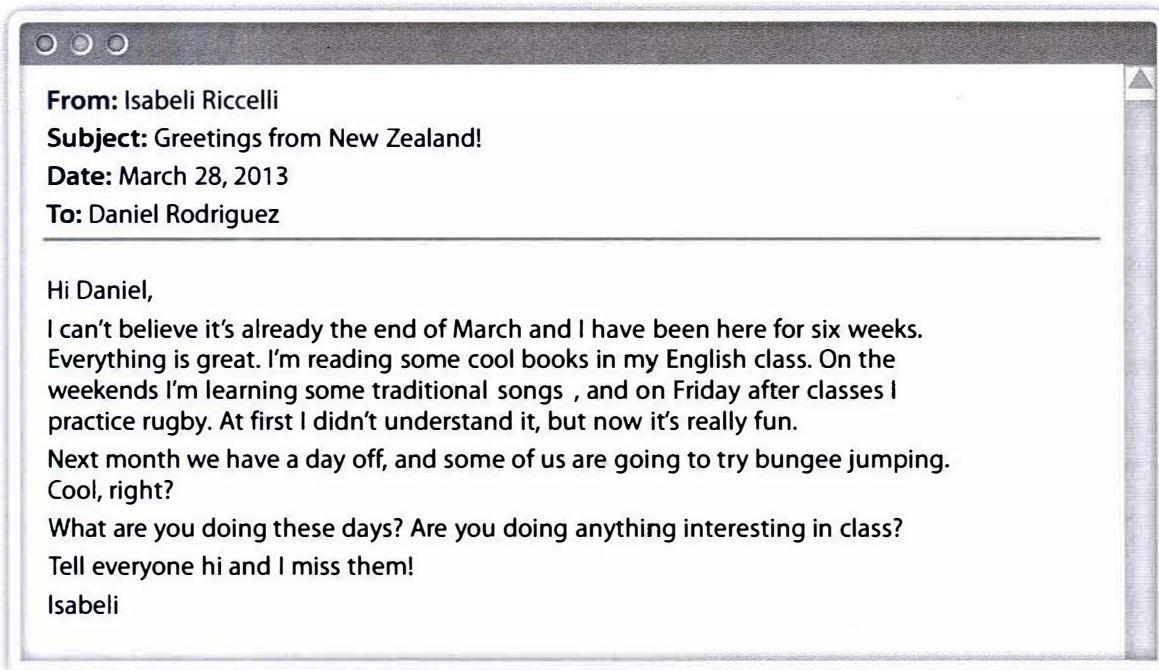 From: Isabeli Riccelli
Subject: Greetings from New Zealand!
Date: March 28, 2013
To: Daniel Rodriguez
Hi Daniel,
I can't believe it's already the end of March and I have been here for six weeks.
Everything is great. I'm reading some cool books in my English class. On the
weekends I'm learning some traditional songs , and on Friday after classes I
practice rugby. At first I didn't understand it, but now it's really fun.
Next month we have a day off, and some of us are going to try bungee jumping.
Cool, right?
What are you doing these days? Are you doing anything interesting in class?
Tell everyone hi and I miss them!
Isabeli